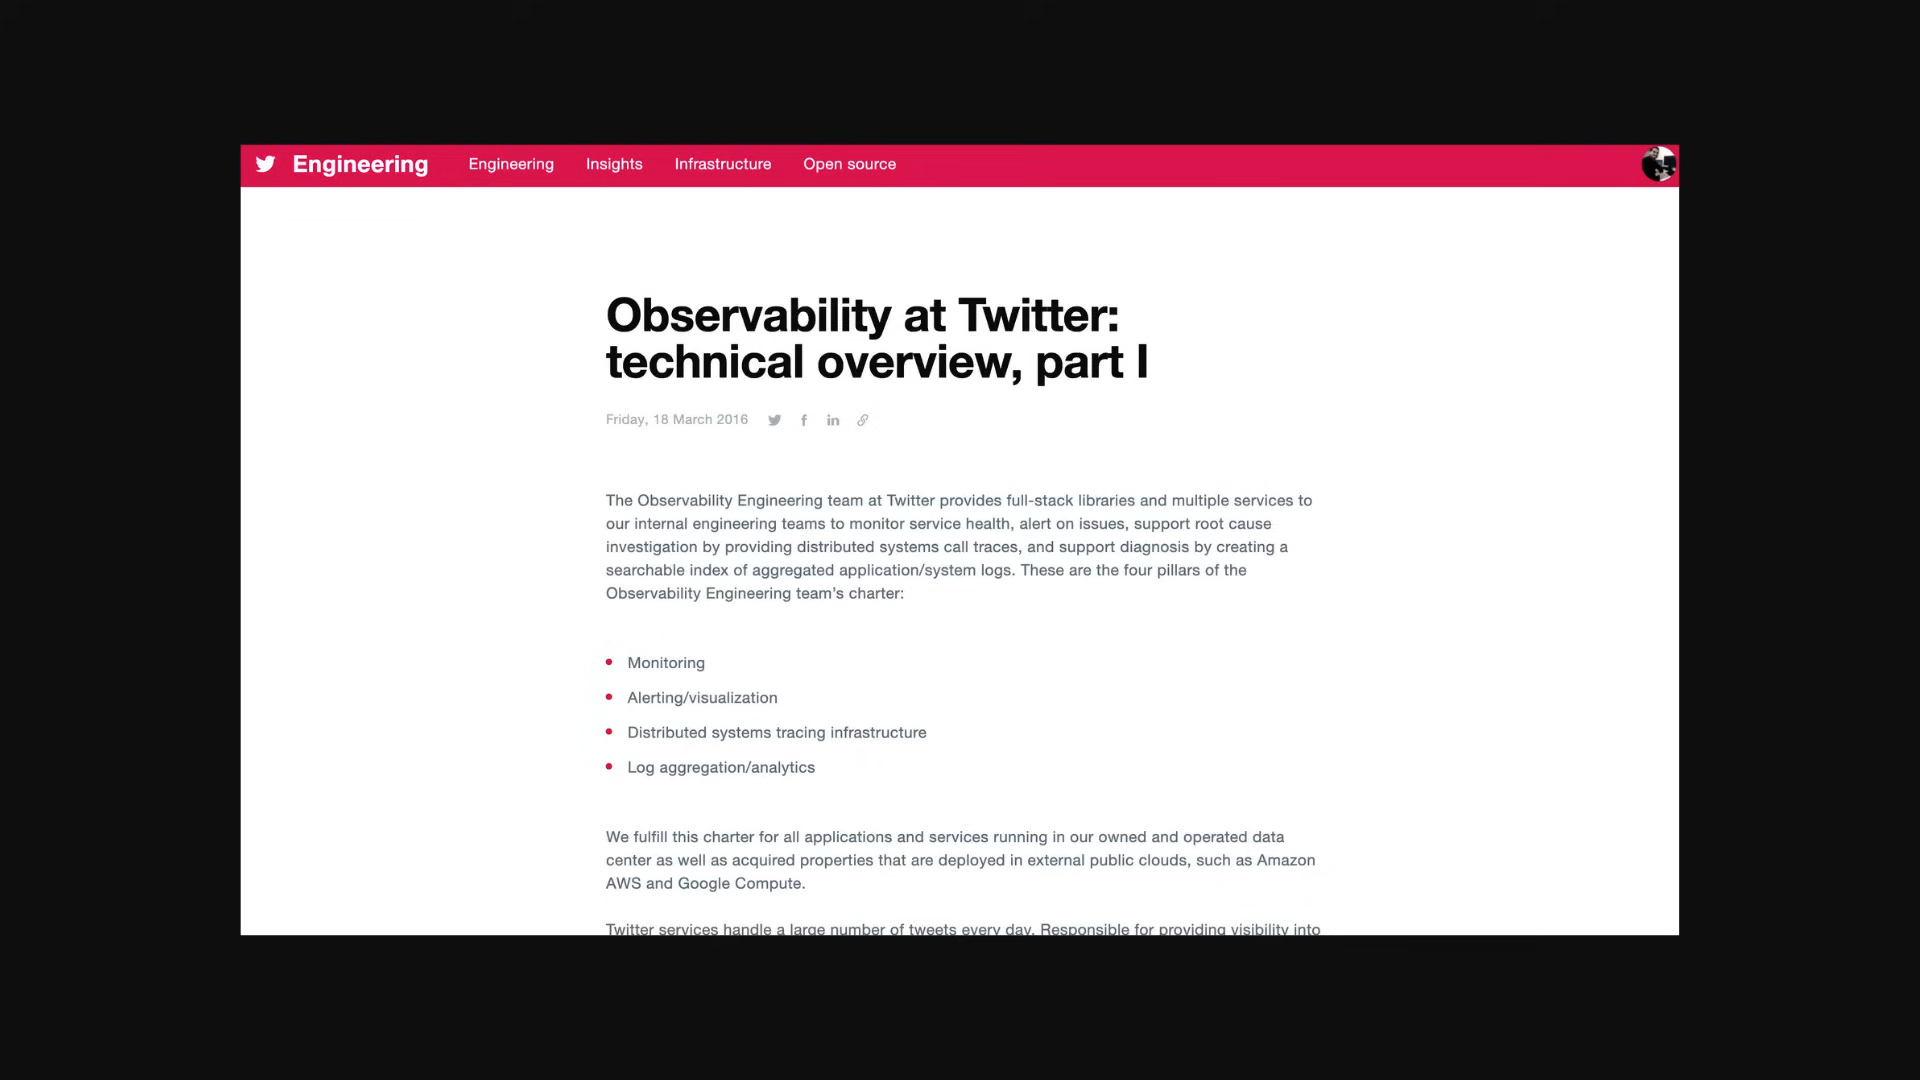 Engineering Engineering Insights Infrastructure Open source
Observability at Twitter:
technical overview, part I
Friday, 18 March 2016
The Observability Engineering team at Twitter provides full-stack libraries and multiple services to
our internal engineering teams to monitor service health, alert on issues, support root cause
investigation by providing distributed systems call traces, and support diagnosis by creating a
searchable index of aggregated application/system logs. These are the four pillars of the
Observability Engineering team’s charter:
Monitoring
Alerting/visualization
Distributed systems tracing infrastructure
Log aggregation/analytics
We fulfill this charter for all applications and services running in our owned and operated data
center as well as acquired properties that are deployed in external public clouds, such as Amazon
AWS and Google Compute.
Twitter services handle a large number of tweets every day. Responsible for providing visibility into